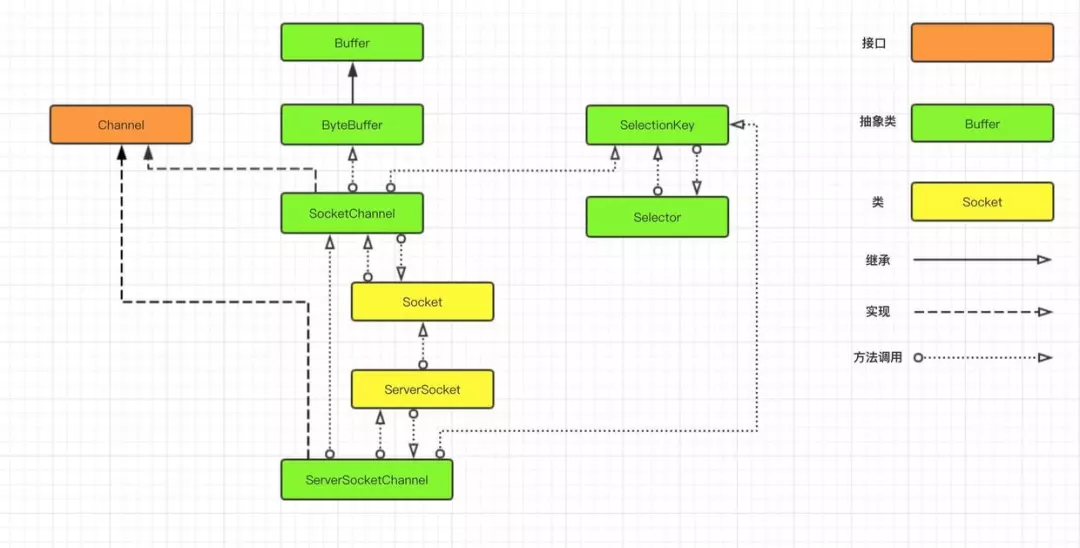 Buffer
接口
Channel
ByteBuffer
SelectionKey
抽象类
Buffer
SocketChannel
Selector
类
Socket
继承
Socket
实现
方法调用
ServerSocket
ServerSocketChannel